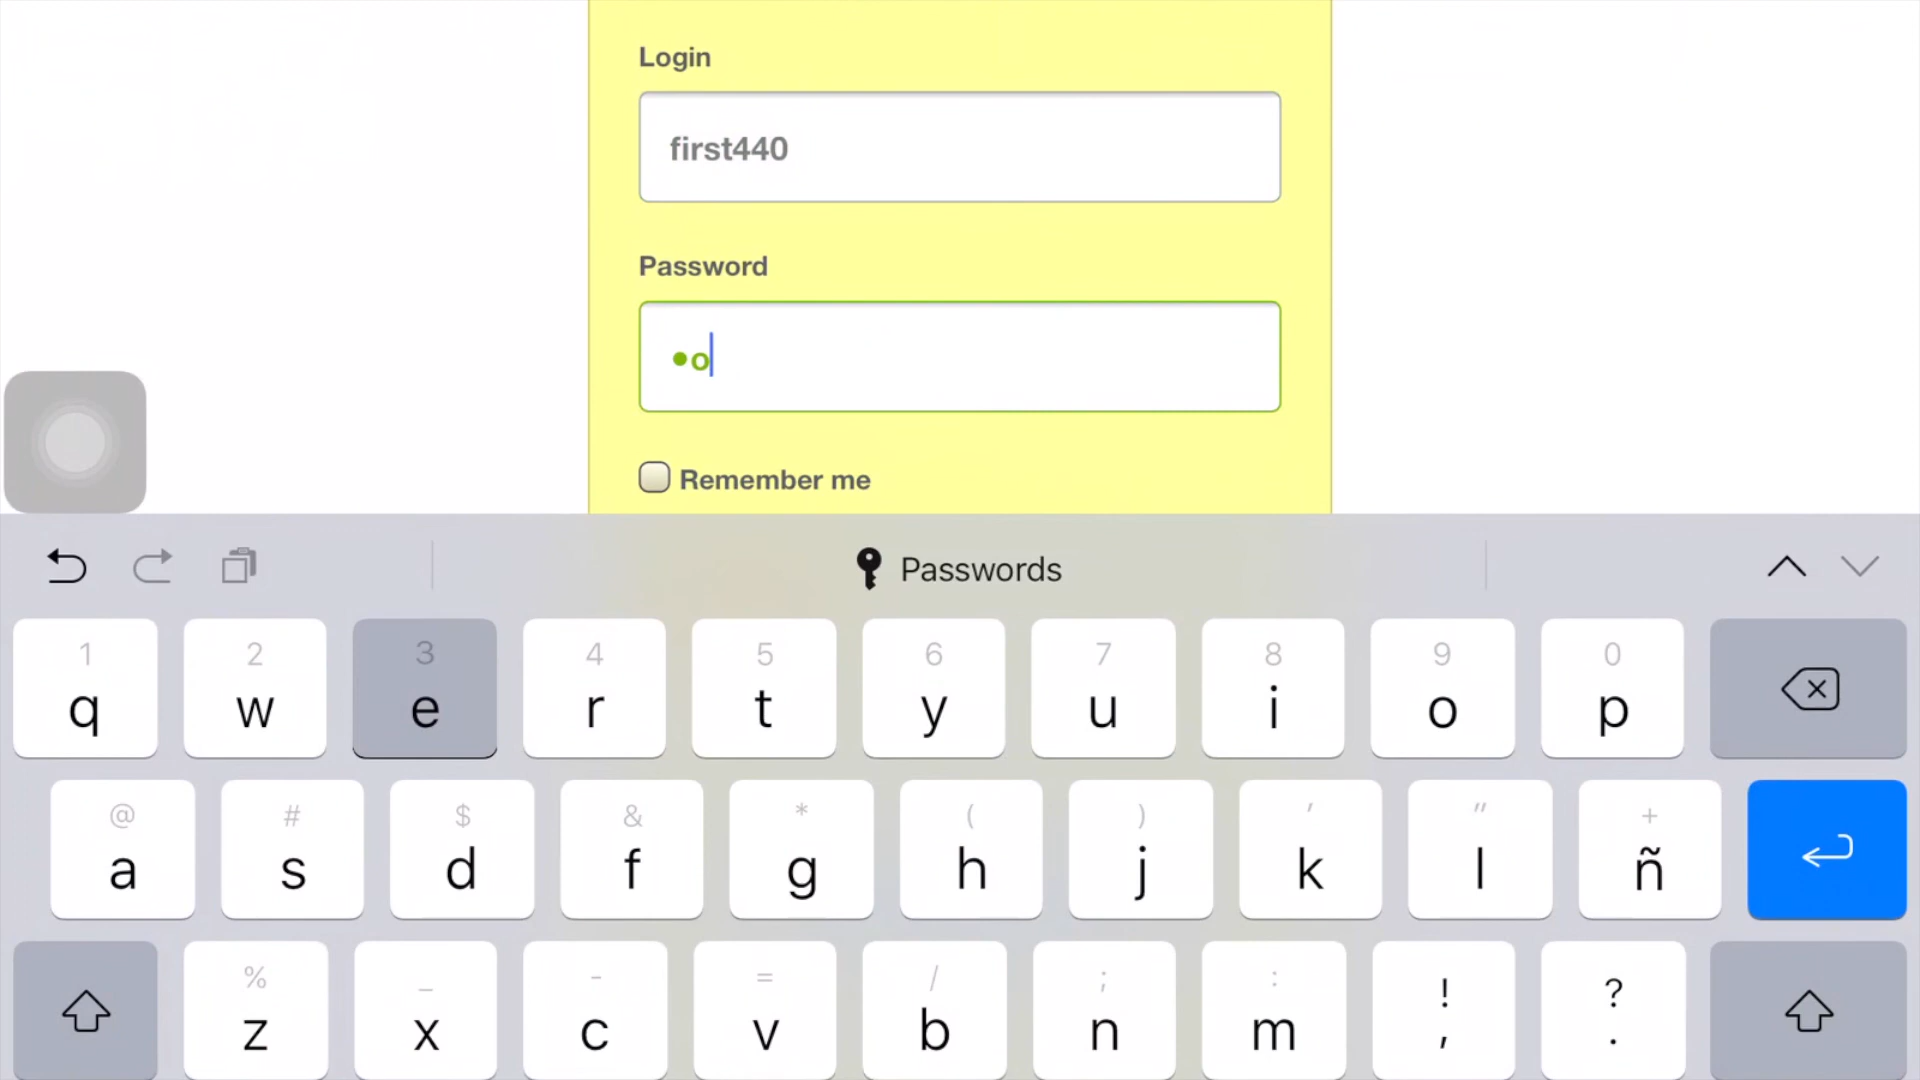 Login
first440
Password
•o
Remember me
Passwords
1 2 3 4 5 6 7 8 9 0
q w e r t y u i o p
@ # $ & * ( ) ' " +
a s d f g h j k l ñ
% _ - = / ; : ! ?
z x c v b n m , .